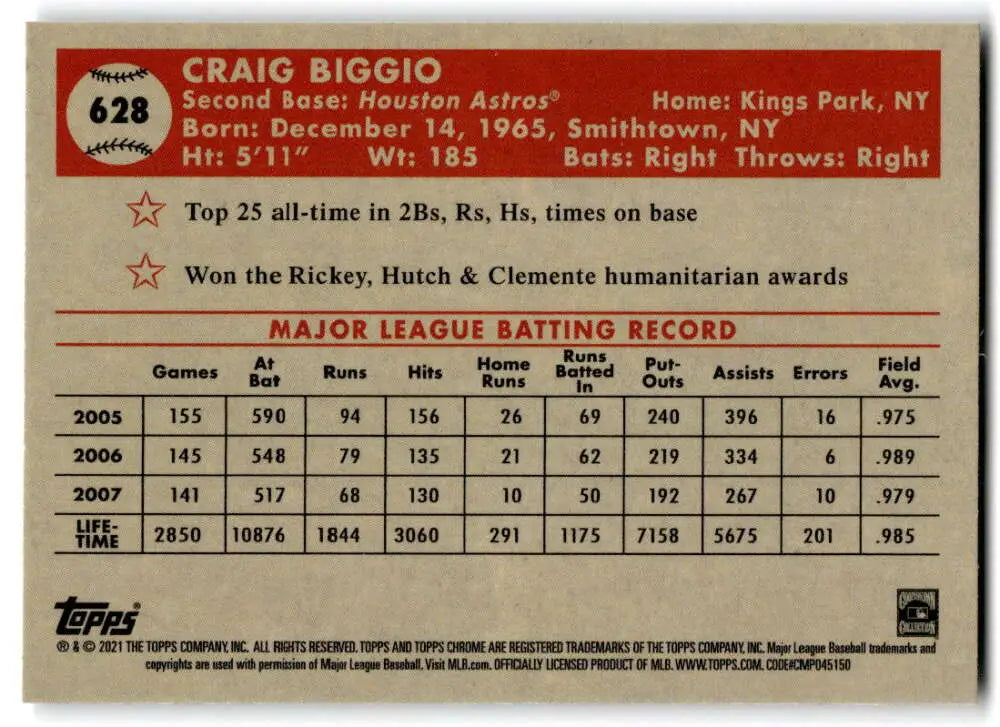 628
CRAIG BIGGIO
Second Base: Houston Astros® Home: Kings Park, NY
Born: December 14, 1965, Smithtown, NY
Ht: 5'11" Wt: 185 Bats: Right Throws: Right
Top 25 all-time in 2Bs, Rs, Hs, times on base
Won the Rickey, Hutch & Clemente humanitarian awards
MAJOR LEAGUE BATTING RECORD
Games At Bat Runs Hits Home Runs Runs Batted In Put-Outs Assists Errors Field Avg.
2005 155 590 94 156 26 69 240 396 16 .975
2006 145 548 79 135 21 62 219 334 6 .989
2007 141 517 68 130 10 50 192 267 10 .979
LIFE-TIME 2850 10876 1844 3060 291 1175 7158 5675 201 .985
topps®
COOPERSTOWN COLLECTION
® & © 2021 THE TOPPS COMPANY, INC. ALL RIGHTS RESERVED. TOPPS AND TOPPS CHROME ARE REGISTERED TRADEMARKS OF THE TOPPS COMPANY, INC. Major League Baseball trademarks and
copyrights are used with permission of Major League Baseball. Visit MLB.com. OFFICIALLY LICENSED PRODUCT OF MLB. WWW.TOPPS.COM. CODE#CMP045150